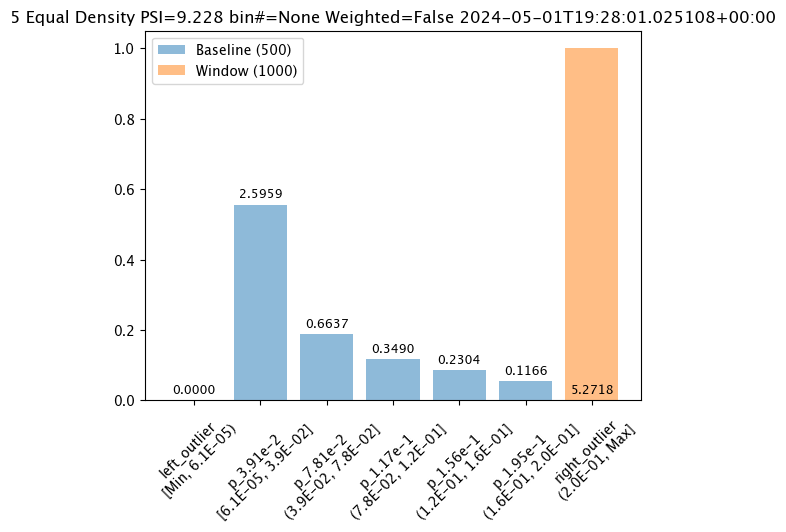 5 Equal Density PSI=9.228 bin#=None Weighted=False 2024-05-01T19:28:01.025108+00:00
Baseline (500)
Window (1000)
1.0
0.8
0.6
0.4
0.2
0.0
0.0000
2.5959
0.6637
0.3490
0.2304
0.1166
5.2718
left_outlier
[Min, 6.1E-05)
p_3.91e-2
[6.1E-05, 3.9E-02]
p_7.81e-2
(3.9E-02, 7.8E-02]
p_1.17e-1
(7.8E-02, 1.2E-01]
p_1.56e-1
(1.2E-01, 1.6E-01]
p_1.95e-1
(1.6E-01, 2.0E-01]
right_outlier
(2.0E-01, Max]